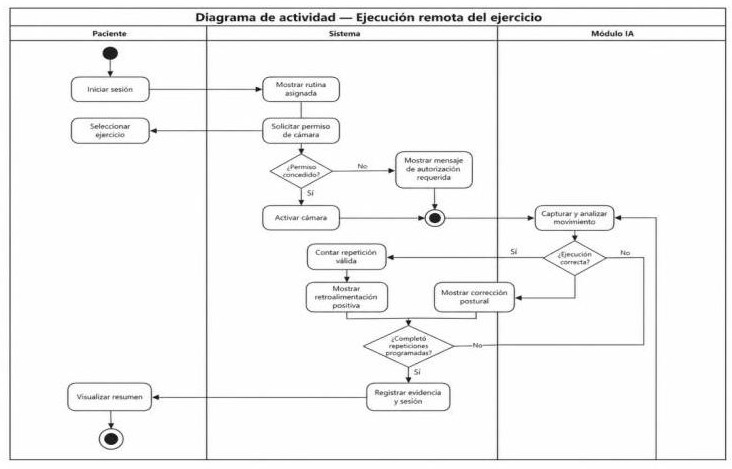 Diagrama de actividad — Ejecución remota del ejercicio
Paciente
Sistema
Módulo IA
Iniciar sesión
Mostrar rutina
asignada
Seleccionar
ejercicio
Solicitar permiso
de cámara
¿Permiso
concedido?
No
Mostrar mensaje
de autorización
requerida
Sí
Activar cámara
Capturar y analizar
movimiento
Contar repetición
válida
Sí
¿Ejecución
correcta?
No
Mostrar
retroalimentación
positiva
Mostrar corrección
postural
¿Completó
repeticiones
programadas?
No
Sí
Visualizar resumen
Registrar evidencia
y sesión